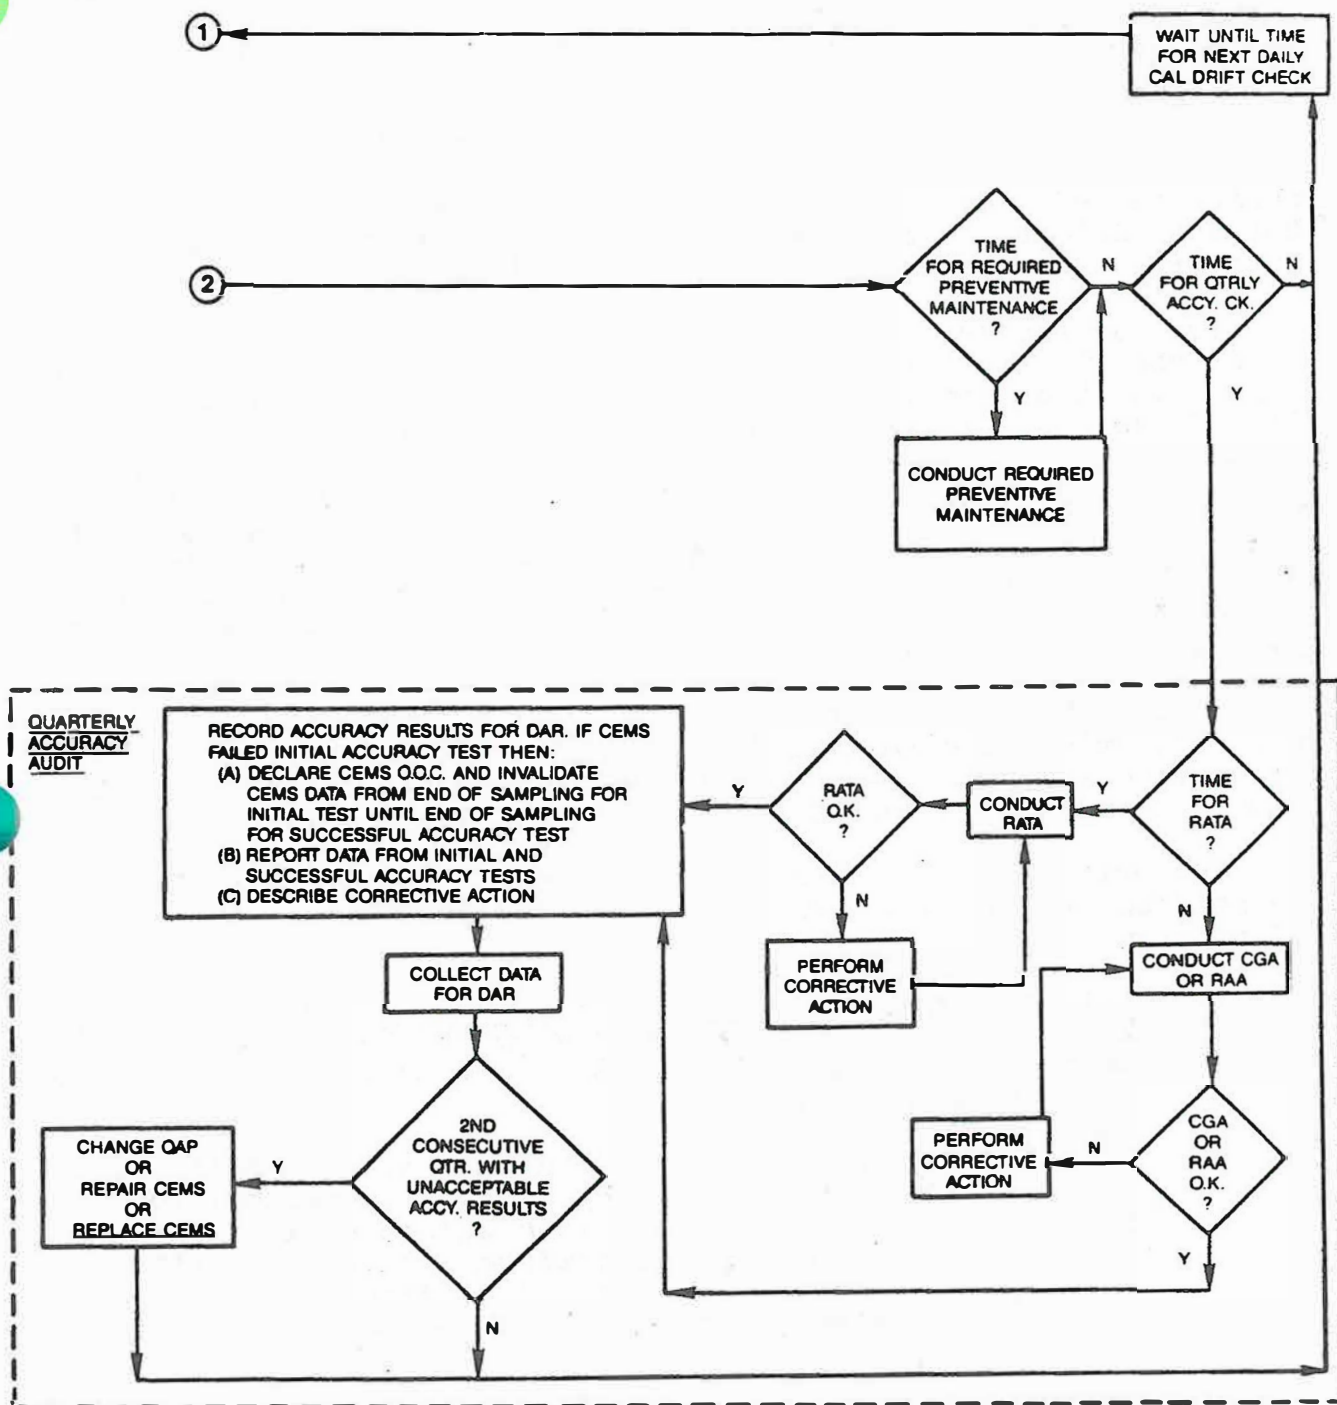 1
WAIT UNTIL TIME
FOR NEXT DAILY
CAL DRIFT CHECK
2
TIME
FOR REQUIRED
PREVENTIVE
MAINTENANCE
?
N
TIME
FOR QTRLY
ACCY. CK.
?
N
Y
Y
CONDUCT REQUIRED
PREVENTIVE
MAINTENANCE
QUARTERLY
ACCURACY
AUDIT
RECORD ACCURACY RESULTS FOR DAR. IF CEMS
FAILED INITIAL ACCURACY TEST THEN:
(A) DECLARE CEMS O.O.C. AND INVALIDATE
CEMS DATA FROM END OF SAMPLING FOR
INITIAL TEST UNTIL END OF SAMPLING
FOR SUCCESSFUL ACCURACY TEST
(B) REPORT DATA FROM INITIAL AND
SUCCESSFUL ACCURACY TESTS
(C) DESCRIBE CORRECTIVE ACTION
Y
RATA
O.K.
?
CONDUCT
RATA
Y
TIME
FOR
RATA
?
N
N
PERFORM
CORRECTIVE
ACTION
CONDUCT CGA
OR RAA
COLLECT DATA
FOR DAR
CHANGE QAP
OR
REPAIR CEMS
OR
REPLACE CEMS
Y
2ND
CONSECUTIVE
QTR. WITH
UNACCEPTABLE
ACCY. RESULTS
?
PERFORM
CORRECTIVE
ACTION
N
CGA
OR
RAA
O.K.
?
Y
N